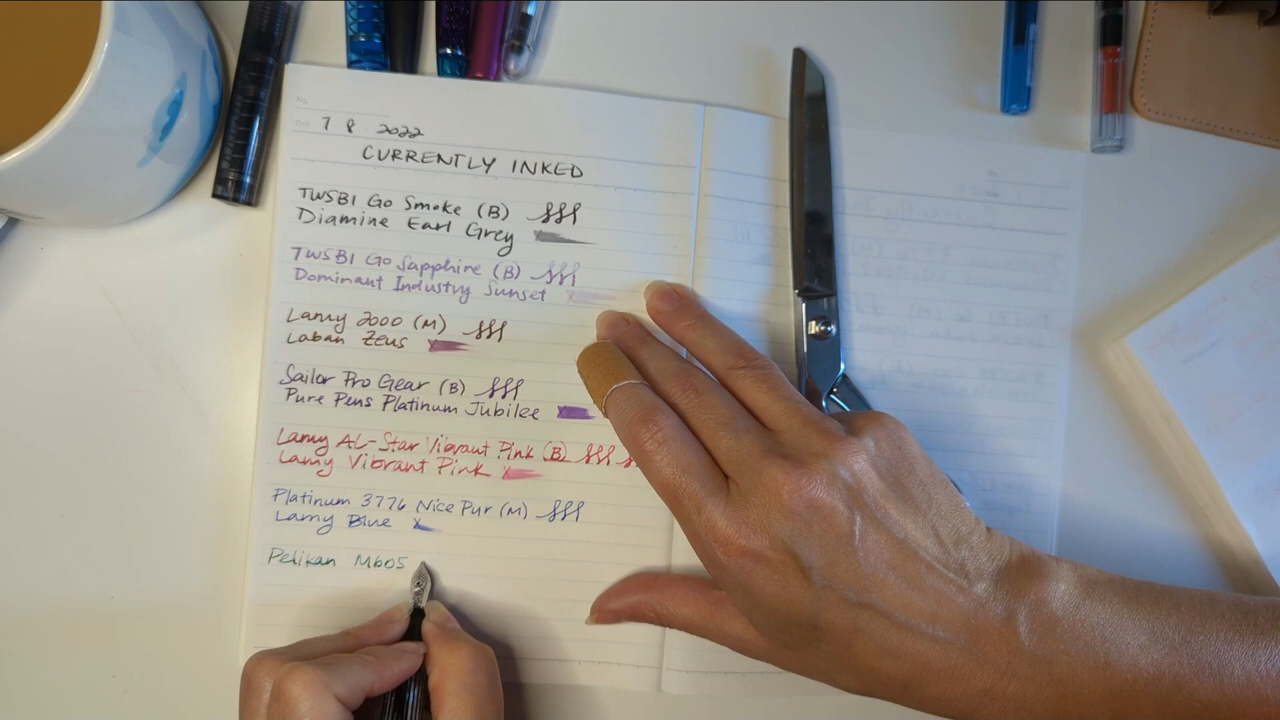 No.
Date 7 8 2022
CURRENTLY INKED
TWSBI Go Smoke (B)
Diamine Earl Grey
TWSBI Go Sapphire (B)
Dominant Industry Sunset
Lamy 2000 (M)
Laban Zeus
Sailor Pro Gear (B)
Pure Pens Platinum Jubilee
Lamy AL-Star Vibrant Pink (B)
Lamy Vibrant Pink
Platinum 3776 Nice Pur (M)
Lamy Blue
Pelikan M605